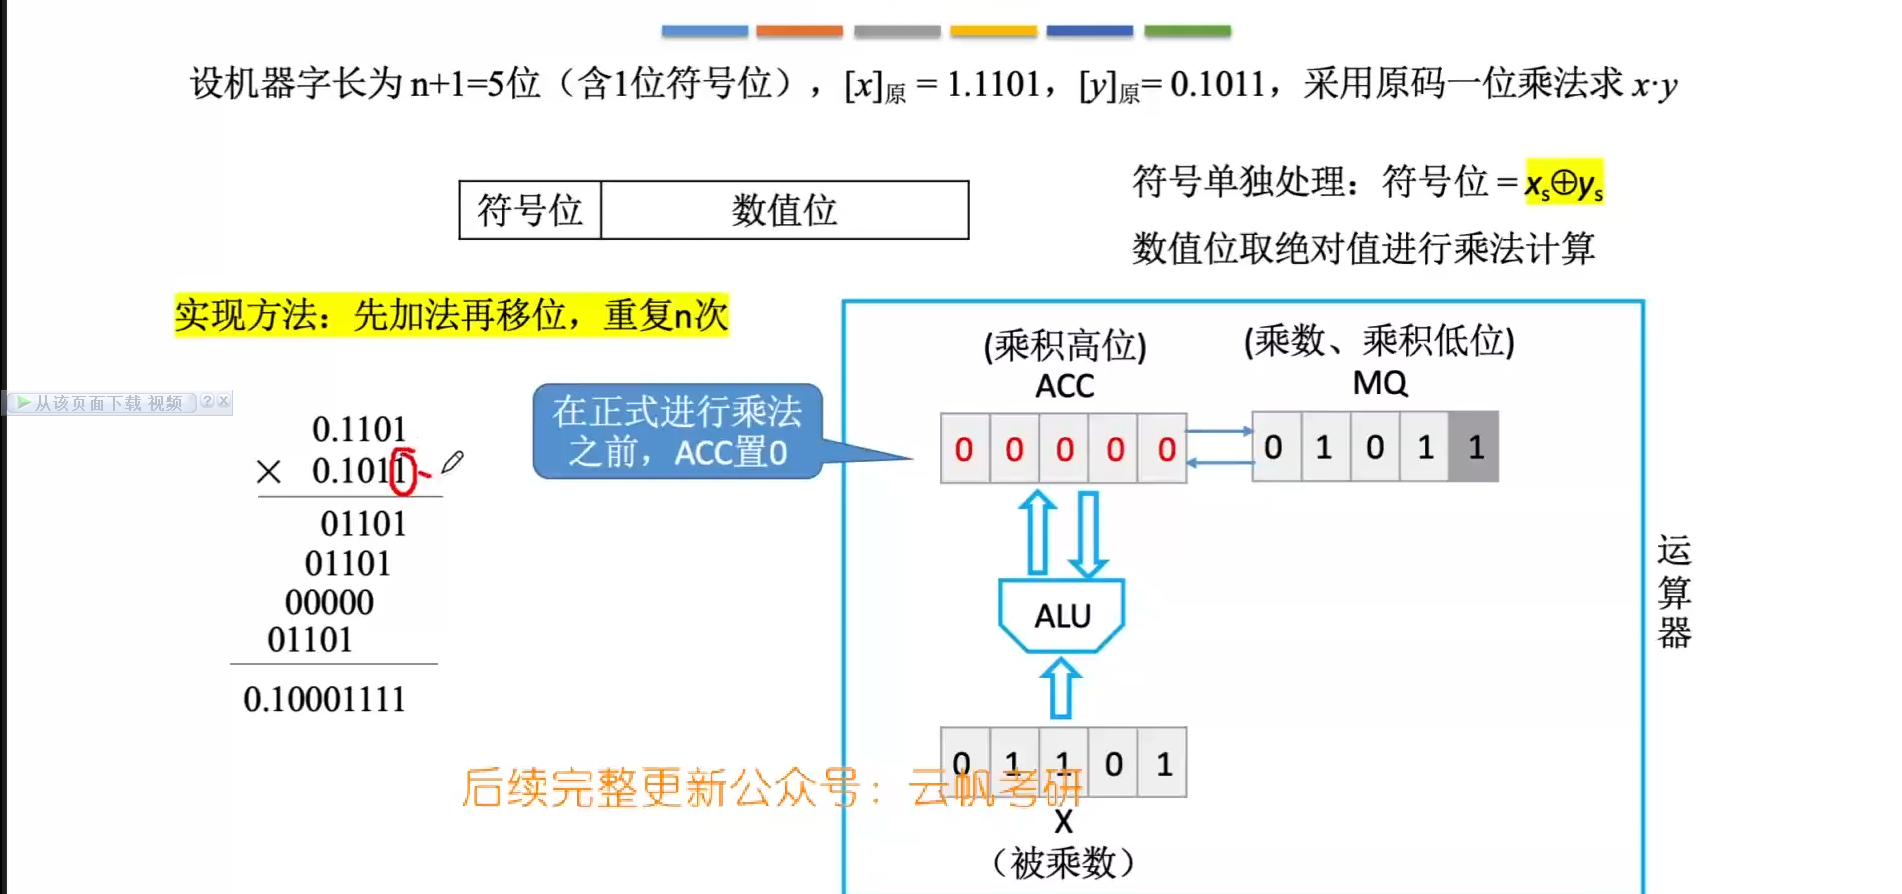 设机器字长为 n+1=5位（含1位符号位），[x]原 = 1.1101，[y]原= 0.1011，采用原码一位乘法求 x·y
符号位 数值位
符号单独处理：符号位 = xs⊕ys
数值位取绝对值进行乘法计算
实现方法：先加法再移位，重复n次
从该页面下载 视频 ? ×
0.1101
× 0.1011
01101
01101
00000
01101
0.10001111
在正式进行乘法
之前，ACC置0
(乘积高位)
ACC
(乘数、乘积低位)
MQ
0 0 0 0 0
0 1 0 1 1
ALU
0 1 1 0 1
X
（被乘数）
运算器
后续完整更新公众号：云帆考研